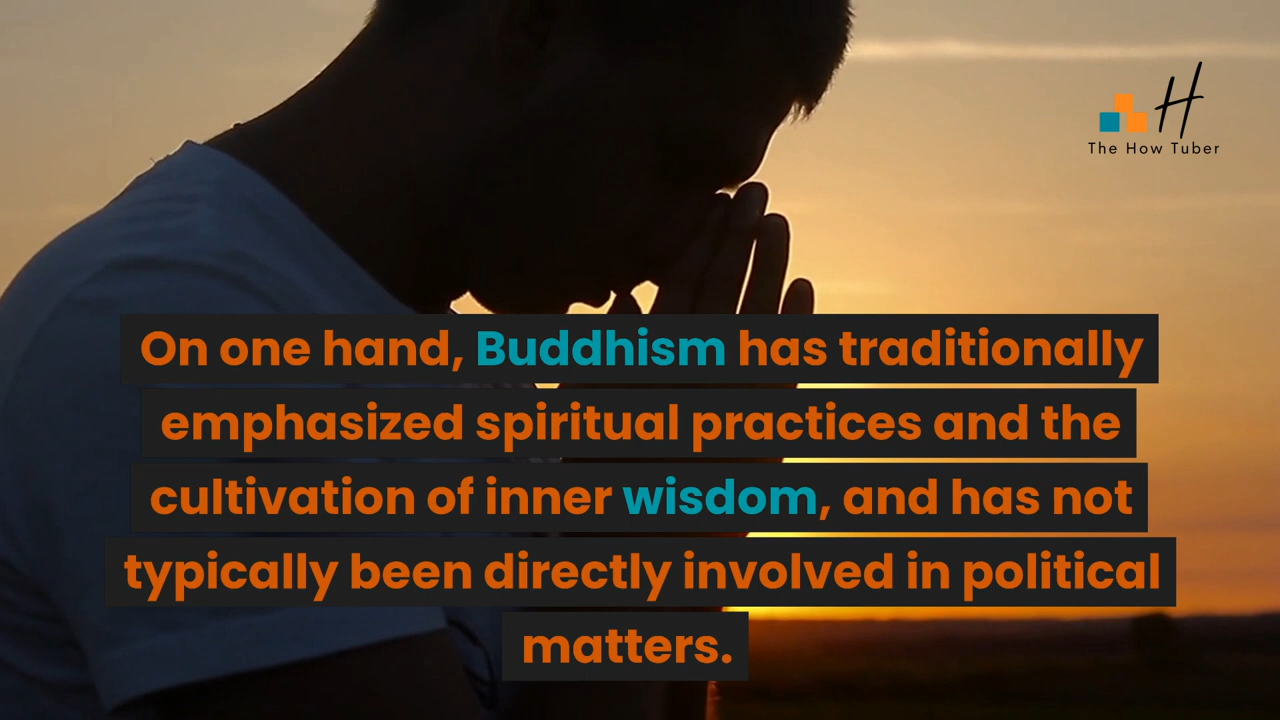 H
The How Tuber
On one hand, Buddhism has traditionally
emphasized spiritual practices and the
cultivation of inner wisdom, and has not
typically been directly involved in political
matters.